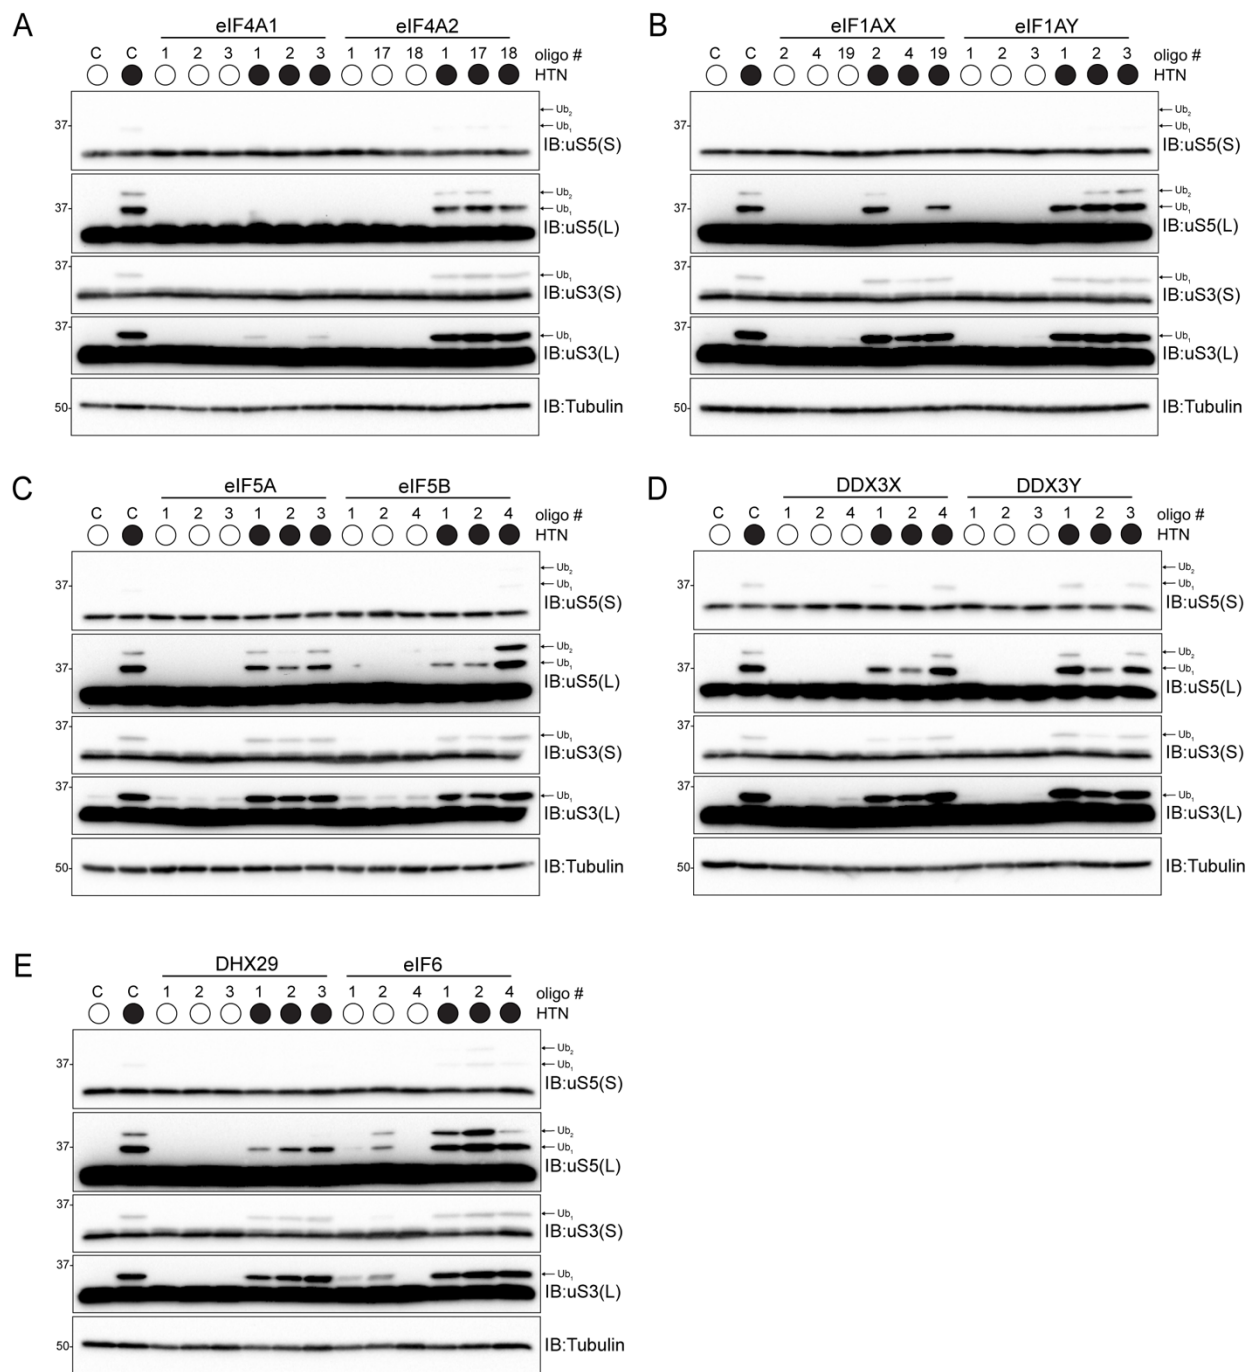 A
eIF4A1 eIF4A2
C C 1 2 3 1 2 3 1 17 18 1 17 18 oligo #
HTN
Ub2
37- Ub1
IB:uS5(S)
Ub2
37- Ub1
IB:uS5(L)
37-
Ub1
IB:uS3(S)
37-
Ub1
IB:uS3(L)
50- IB:Tubulin
B
eIF1AX eIF1AY
C C 2 4 19 2 4 19 1 2 3 1 2 3 oligo #
HTN
Ub2
37- Ub1
IB:uS5(S)
Ub2
37- Ub1
IB:uS5(L)
37-
Ub1
IB:uS3(S)
37-
Ub1
IB:uS3(L)
50- IB:Tubulin
C
eIF5A eIF5B
C C 1 2 3 1 2 3 1 2 4 1 2 4 oligo #
HTN
Ub2
37- Ub1
IB:uS5(S)
Ub2
37- Ub1
IB:uS5(L)
37-
Ub1
IB:uS3(S)
37-
Ub1
IB:uS3(L)
50- IB:Tubulin
D
DDX3X DDX3Y
C C 1 2 4 1 2 4 1 2 3 1 2 3 oligo #
HTN
Ub2
37- Ub1
IB:uS5(S)
Ub2
37- Ub1
IB:uS5(L)
37-
Ub1
IB:uS3(S)
37-
Ub1
IB:uS3(L)
50- IB:Tubulin
E
DHX29 eIF6
C C 1 2 3 1 2 3 1 2 4 1 2 4 oligo #
HTN
Ub2
37- Ub1
IB:uS5(S)
Ub2
37- Ub1
IB:uS5(L)
37-
Ub1
IB:uS3(S)
37-
Ub1
IB:uS3(L)
50- IB:Tubulin